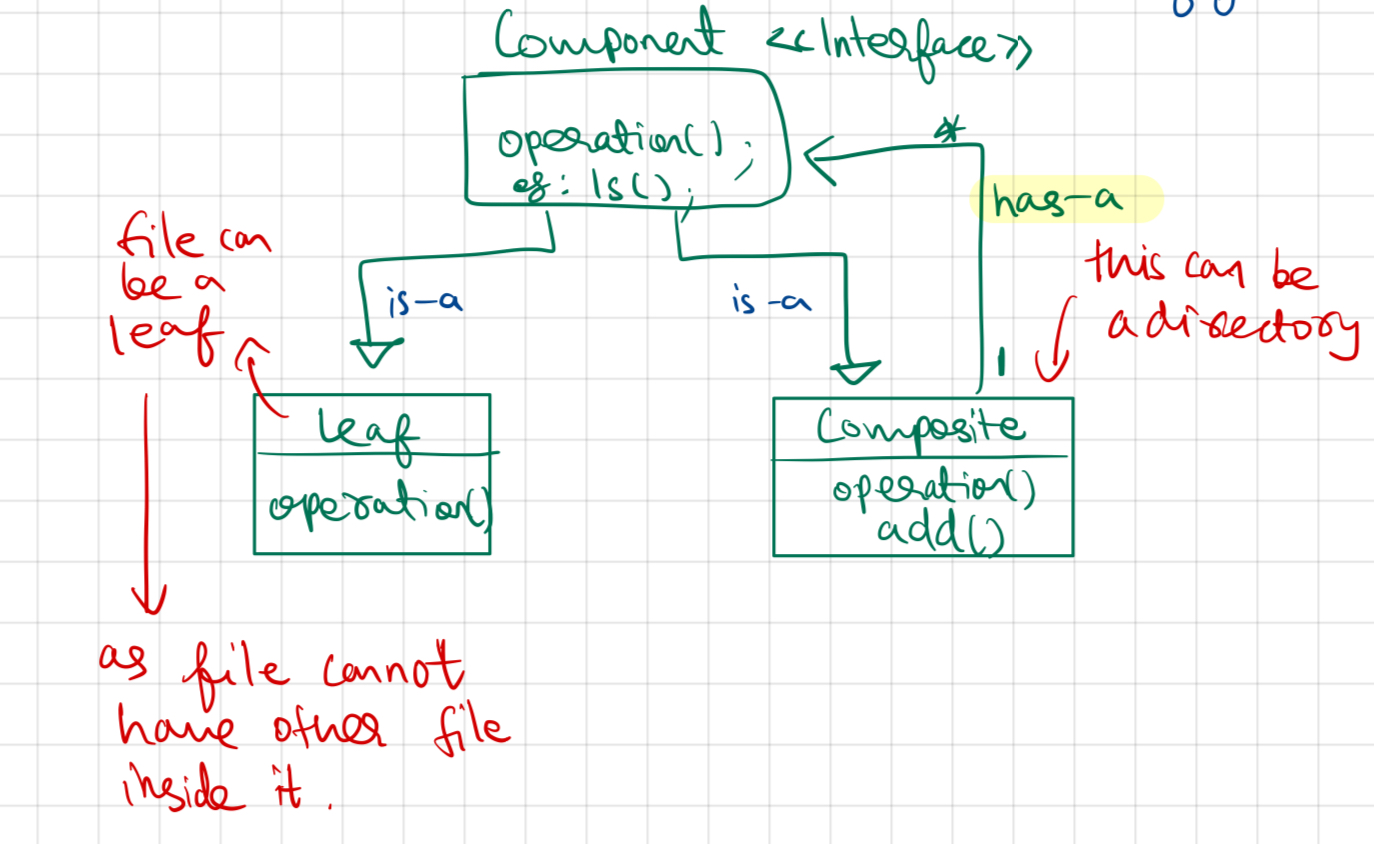 Component <<Interface>>
operation();
eg: ls();
*
has-a
file can
be a
leaf
this can be
a directory
is-a
is-a
1
leaf
operation()
Composite
operation()
add()
as file cannot
have other file
inside it.